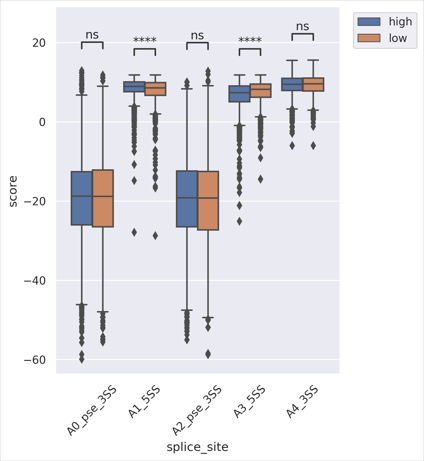 high
low
ns
****
ns
****
ns
20
0
−20
−40
−60
score
A0_pse_3SS
A1_5SS
A2_pse_3SS
A3_5SS
A4_3SS
splice_site